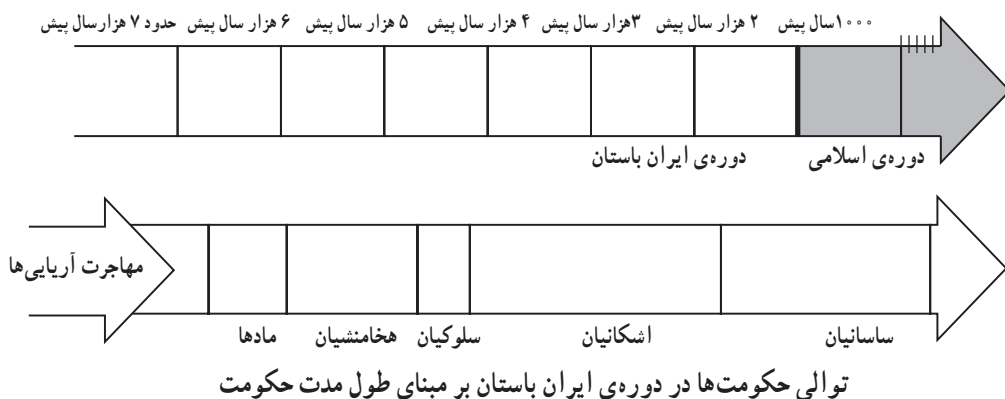 حدود ۷ هزارسال پیش ۶ هزار سال پیش ۵ هزار سال پیش ۴ هزار سال پیش ۳هزار سال پیش ۲ هزار سال پیش ۱۰۰۰سال پیش
دوره‌ی ایران باستان دوره‌ی اسلامی
مهاجرت آریایی‌ها
مادها هخامنشیان سلوکیان اشکانیان ساسانیان
توالی حکومت‌ها در دوره‌ی ایران باستان بر مبنای طول مدت حکومت